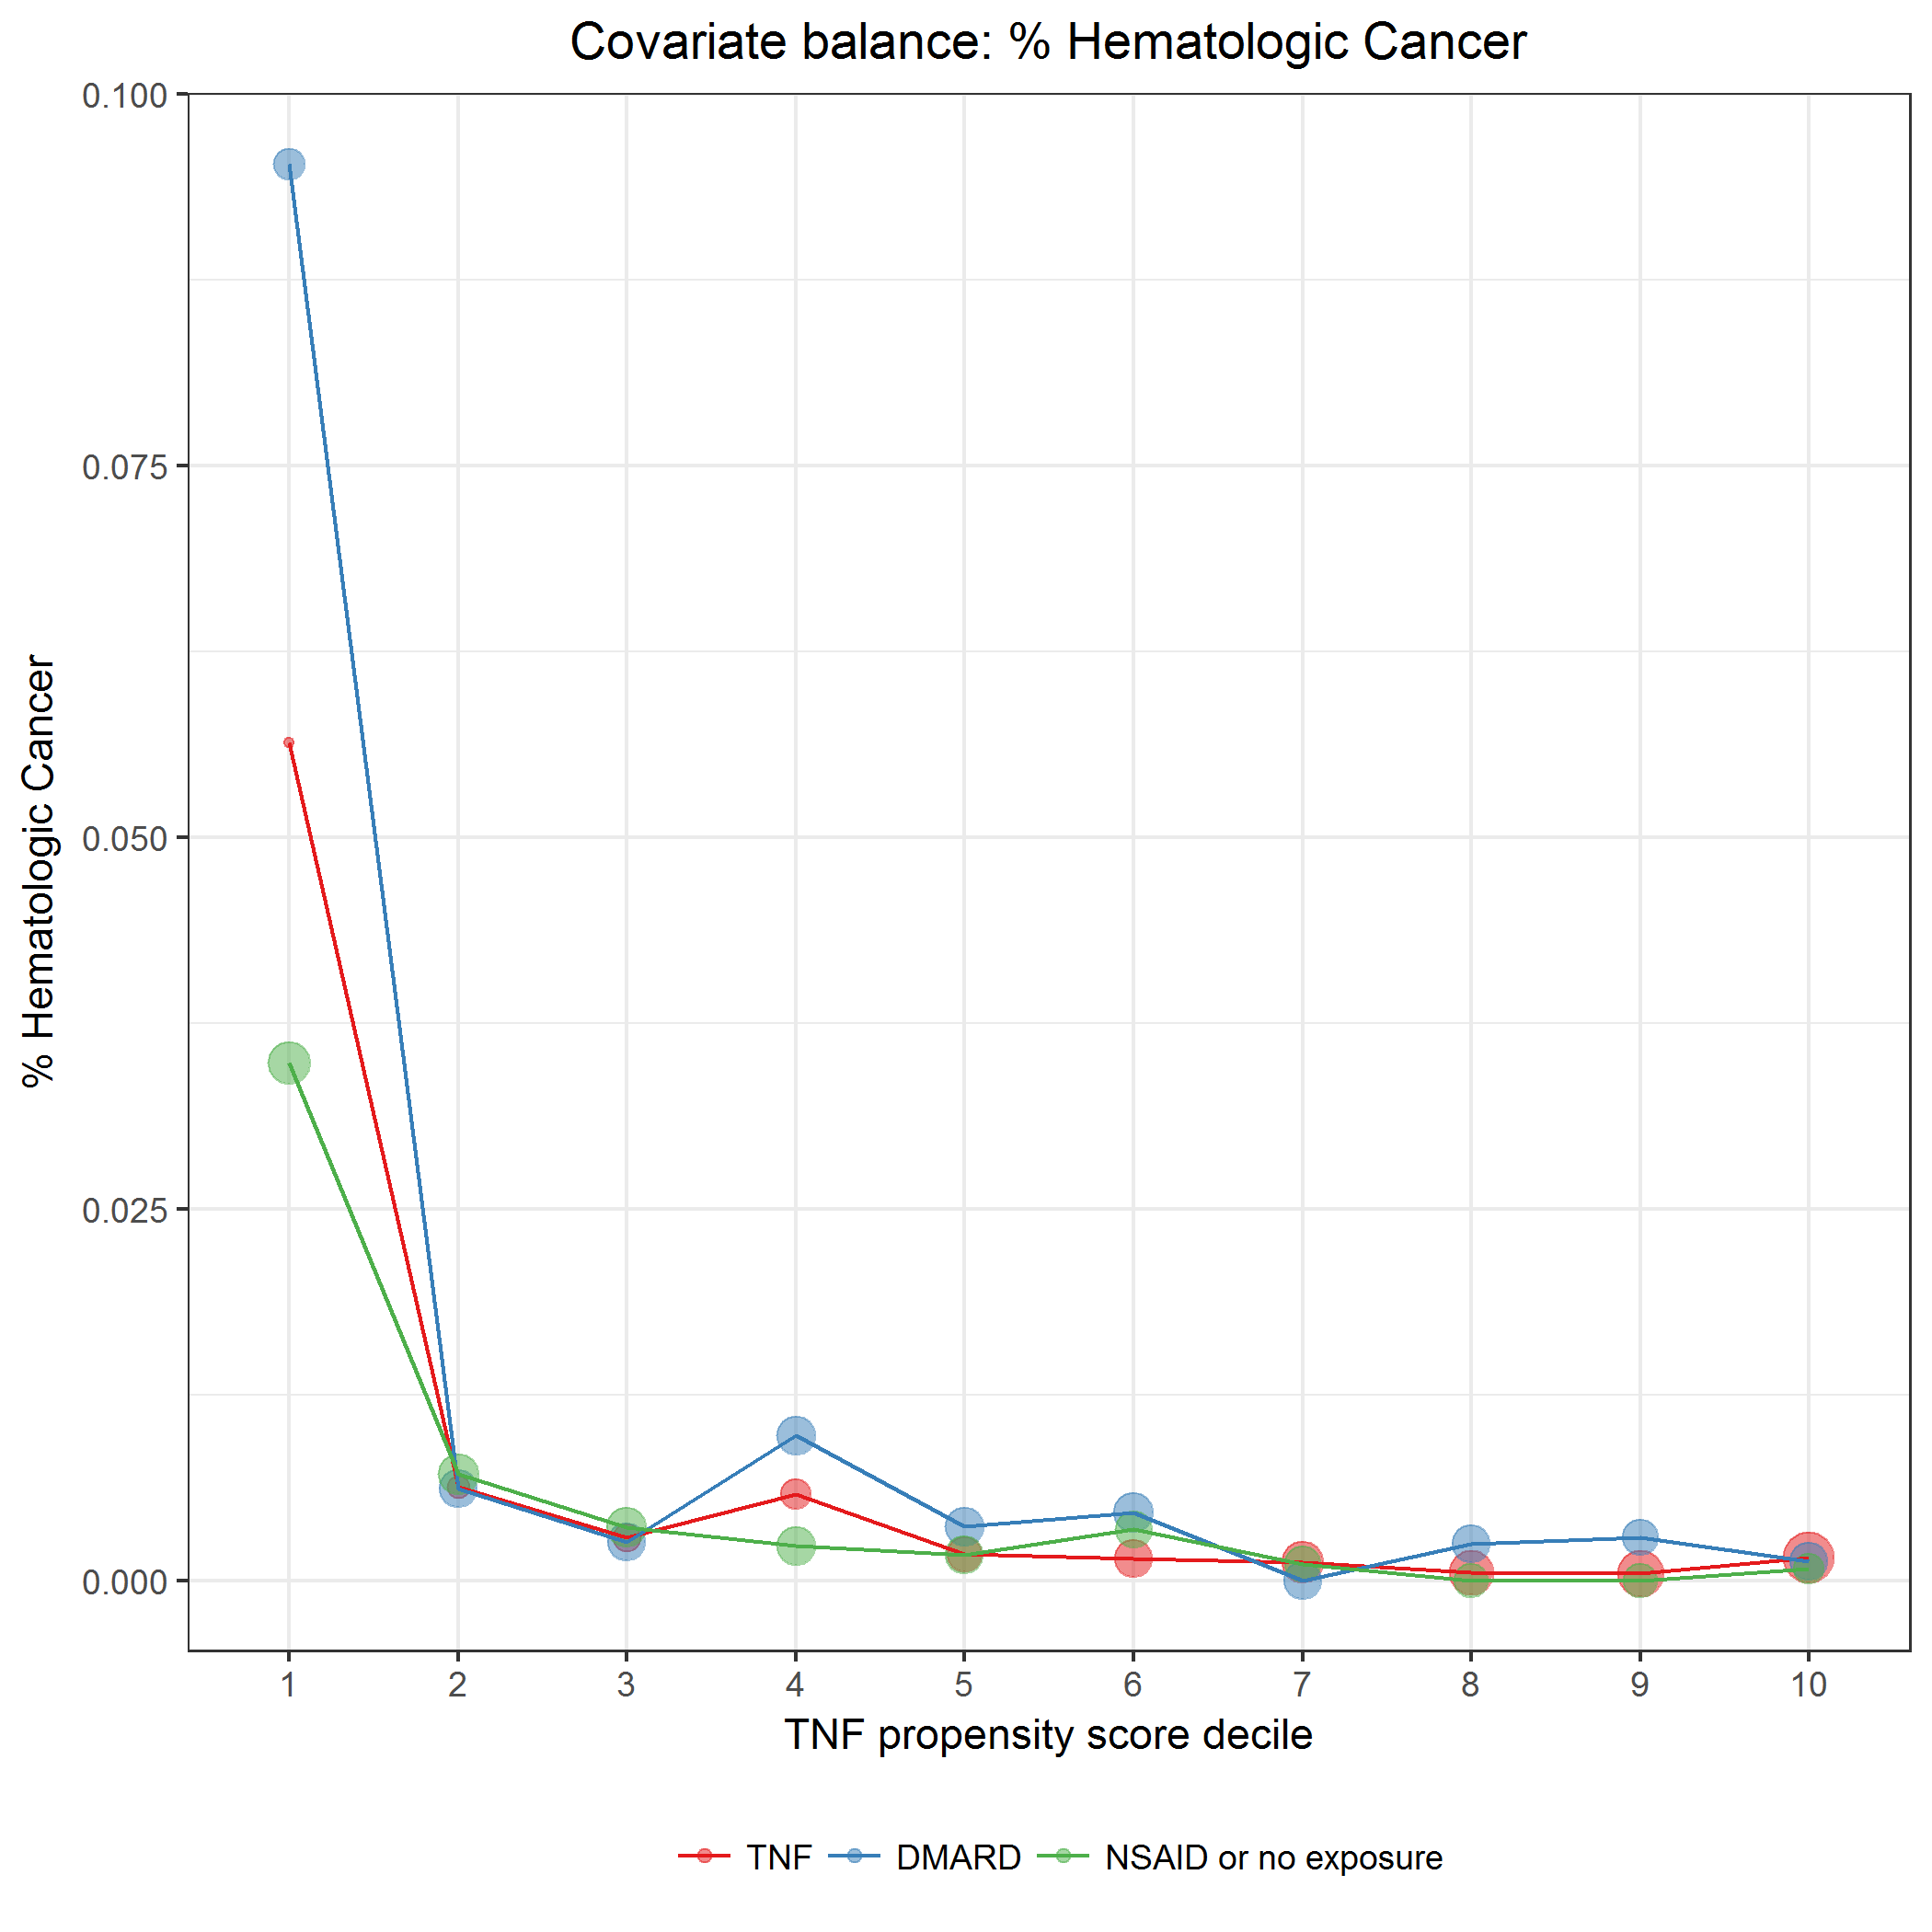 Covariate balance: % Hematologic Cancer
0.100
0.075
0.050
0.025
0.000
% Hematologic Cancer
1 2 3 4 5 6 7 8 9 10
TNF propensity score decile
TNF DMARD NSAID or no exposure